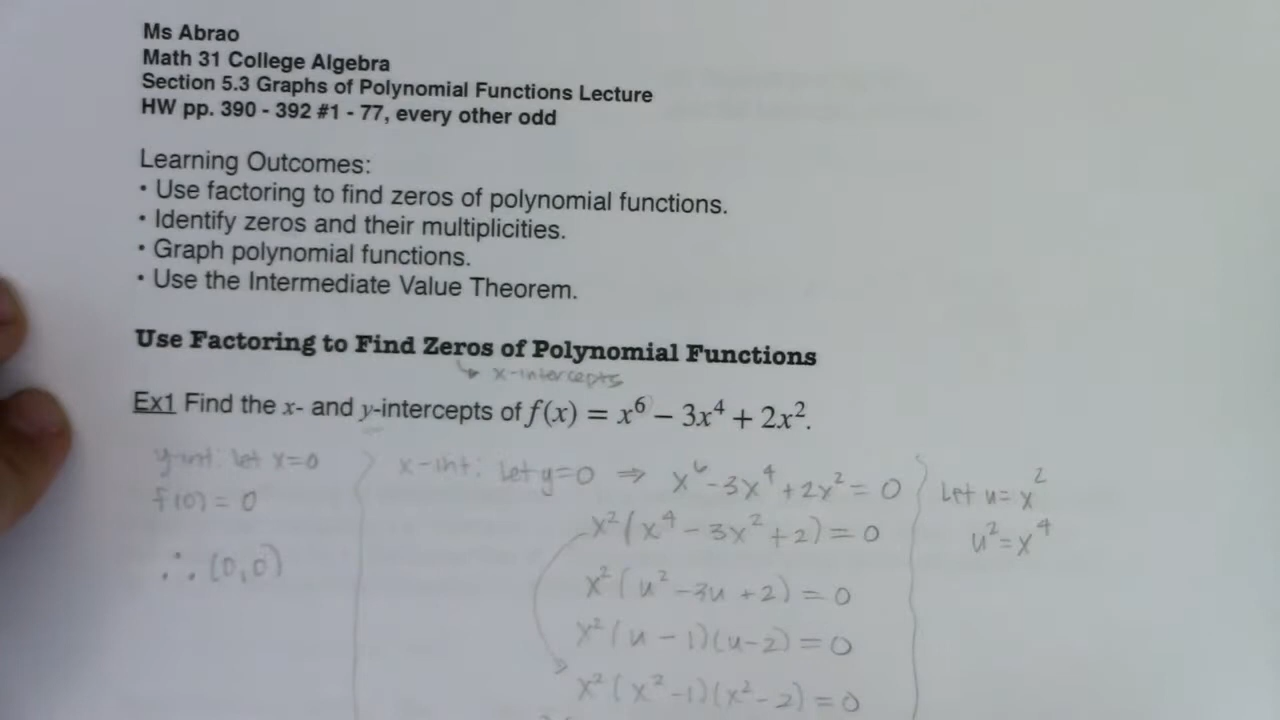 Ms Abrao
Math 31 College Algebra
Section 5.3 Graphs of Polynomial Functions Lecture
HW pp. 390 - 392 #1 - 77, every other odd
Learning Outcomes:
• Use factoring to find zeros of polynomial functions.
• Identify zeros and their multiplicities.
• Graph polynomial functions.
• Use the Intermediate Value Theorem.
Use Factoring to Find Zeros of Polynomial Functions
↳ x-intercepts
Ex1 Find the x- and y-intercepts of f(x) = x⁶ − 3x⁴ + 2x².
y-int: let x=0
f(0) = 0
∴ (0,0)
x-int: Let y=0 ⇒ x⁶ - 3x⁴ + 2x² = 0
x²(x⁴ - 3x² + 2) = 0
x²(u² - 3u + 2) = 0
x²(u - 1)(u - 2) = 0
x²(x² - 1)(x² - 2) = 0
Let u = x²
u² = x⁴